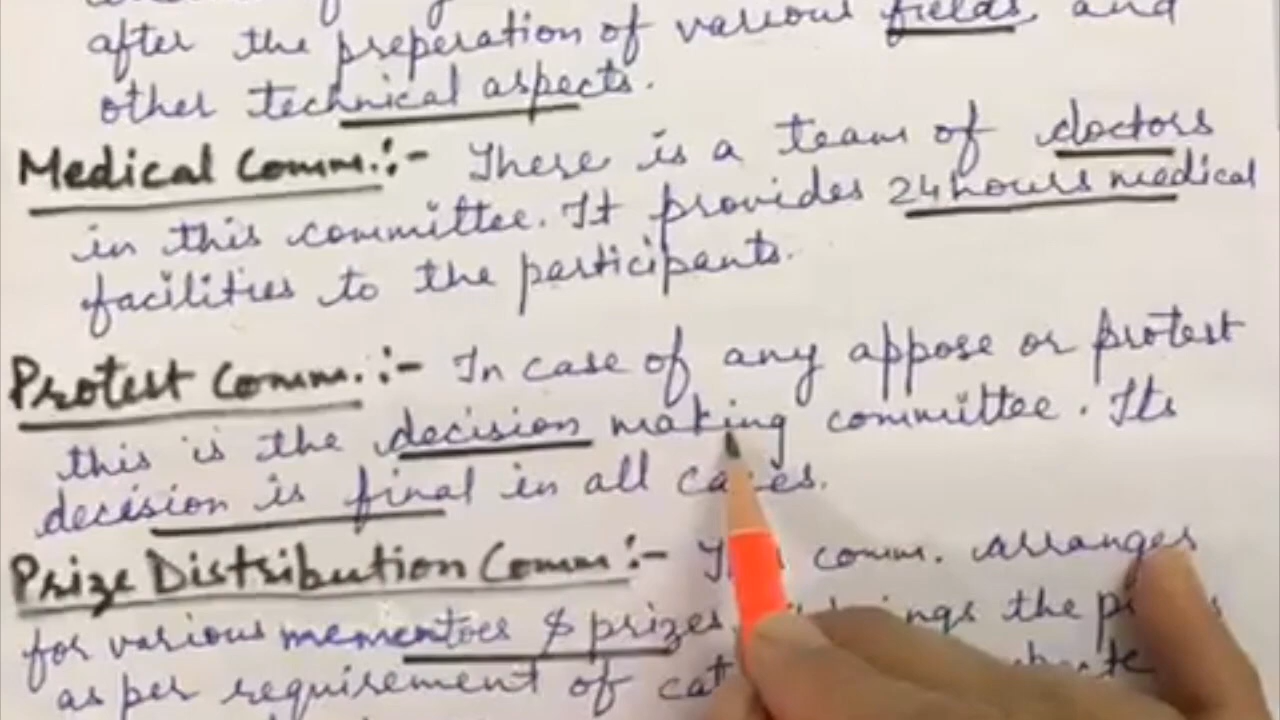 after the preperation of various fields and
other technical aspects.
Medical Comm.:- There is a team of doctors
in this committee. It provides 24 hours medical
facilities to the participants.
Protest Comm.:- In case of any appose or protest
this is the decision making committee. Its
decision is final in all cases.
Prize Distribution Comm:- comm. arranges
for various mementoes & prizes the
as per requirement of